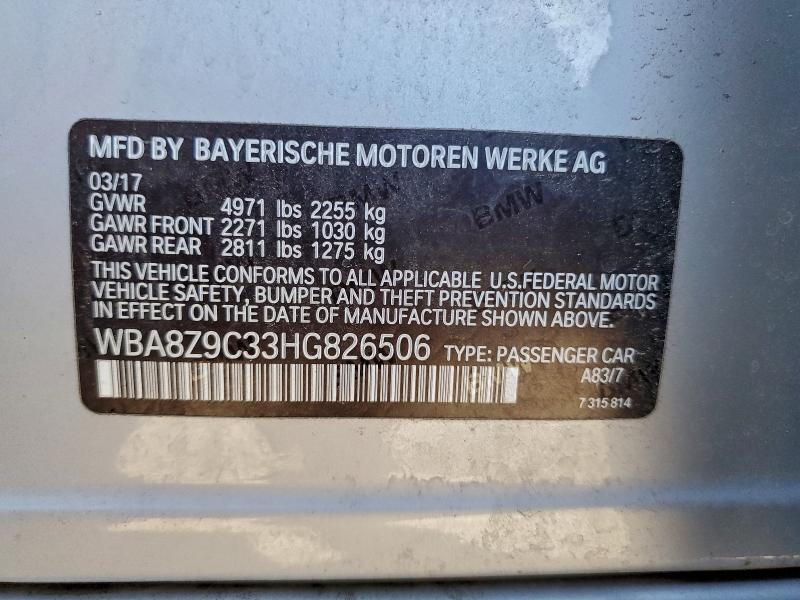 MFD BY BAYERISCHE MOTOREN WERKE AG
03/17
GVWR 4971 lbs 2255 kg
GAWR FRONT 2271 lbs 1030 kg
GAWR REAR 2811 lbs 1275 kg
THIS VEHICLE CONFORMS TO ALL APPLICABLE U.S.FEDERAL MOTOR
VEHICLE SAFETY, BUMPER AND THEFT PREVENTION STANDARDS
IN EFFECT ON THE DATE OF MANUFACTURE SHOWN ABOVE.
WBA8Z9C33HG826506 TYPE: PASSENGER CAR
A83/7
7 315 814
BMW